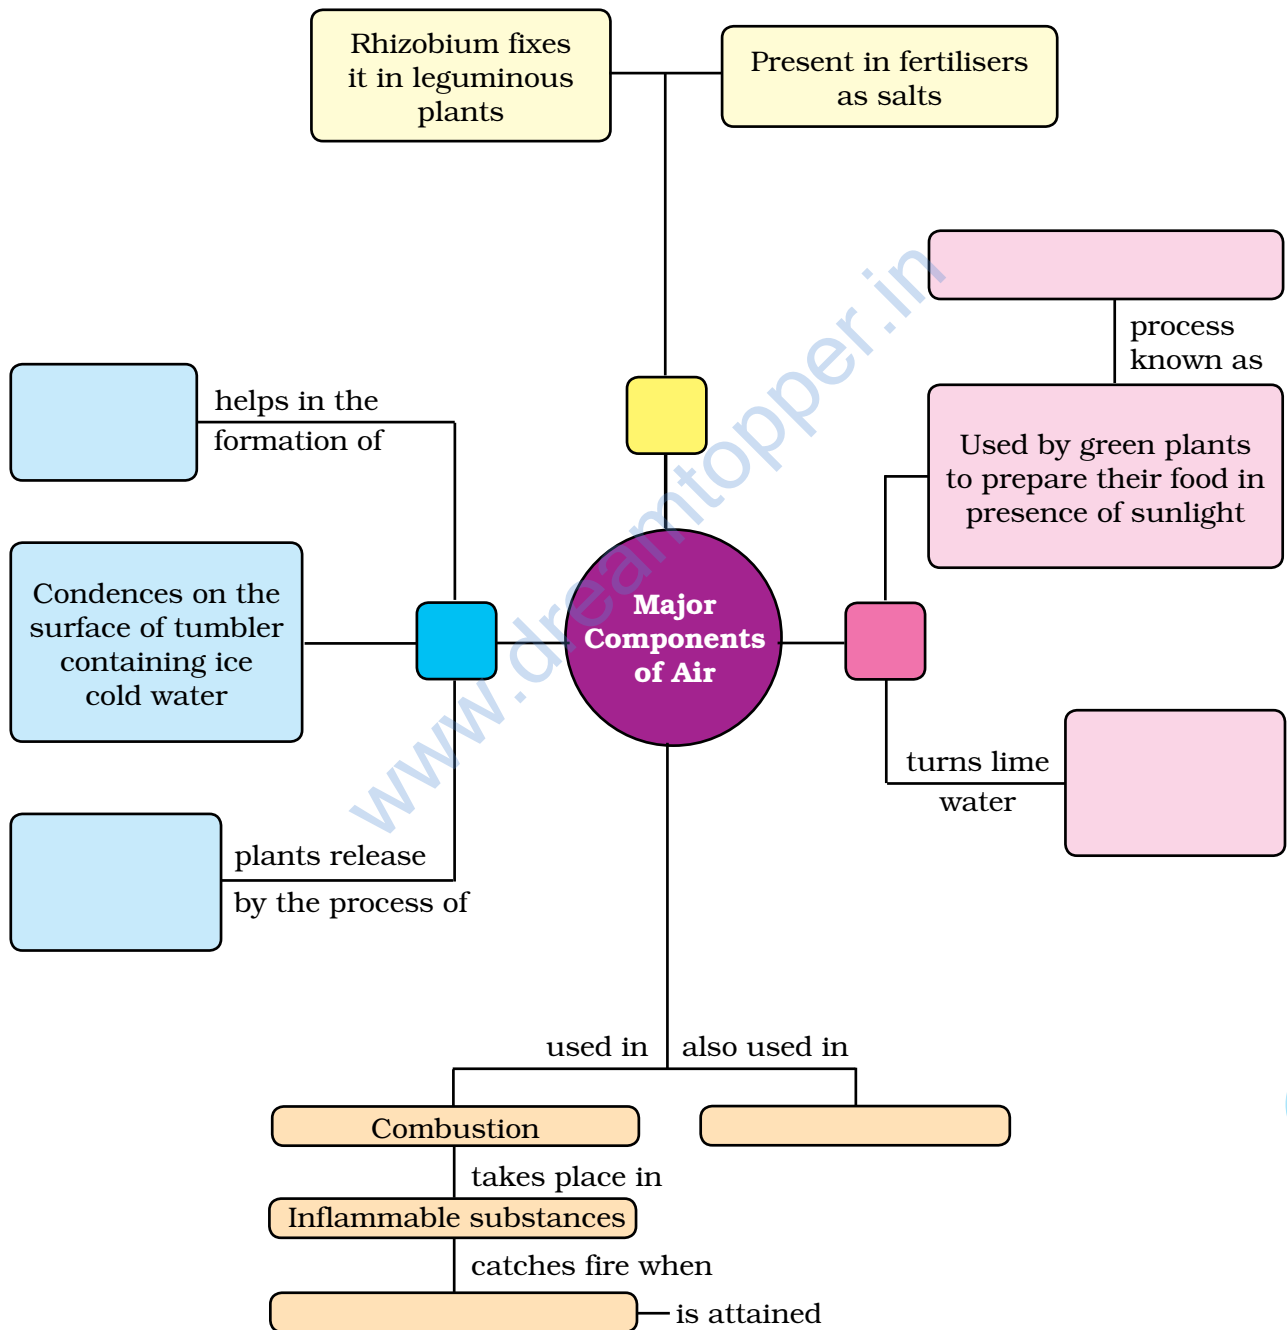 Rhizobium fixes
it in leguminous
plants
Present in fertilisers
as salts
process
known as
helps in the
formation of
Used by green plants
to prepare their food in
presence of sunlight
Condences on the
surface of tumbler
containing ice
cold water
Major
Components
of Air
turns lime
water
plants release
by the process of
used in
also used in
Combustion
takes place in
Inflammable substances
catches fire when
is attained
www.dreamtopper.in